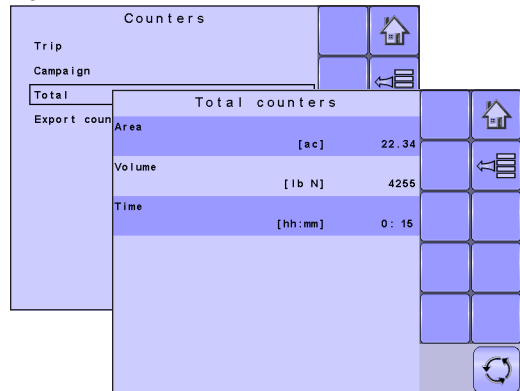 Counters
Trip
Campaign
Total
Export coun
Total counters
Area
[ac] 22.34
Volume
[lb N] 4255
Time
[hh:mm] 0: 15